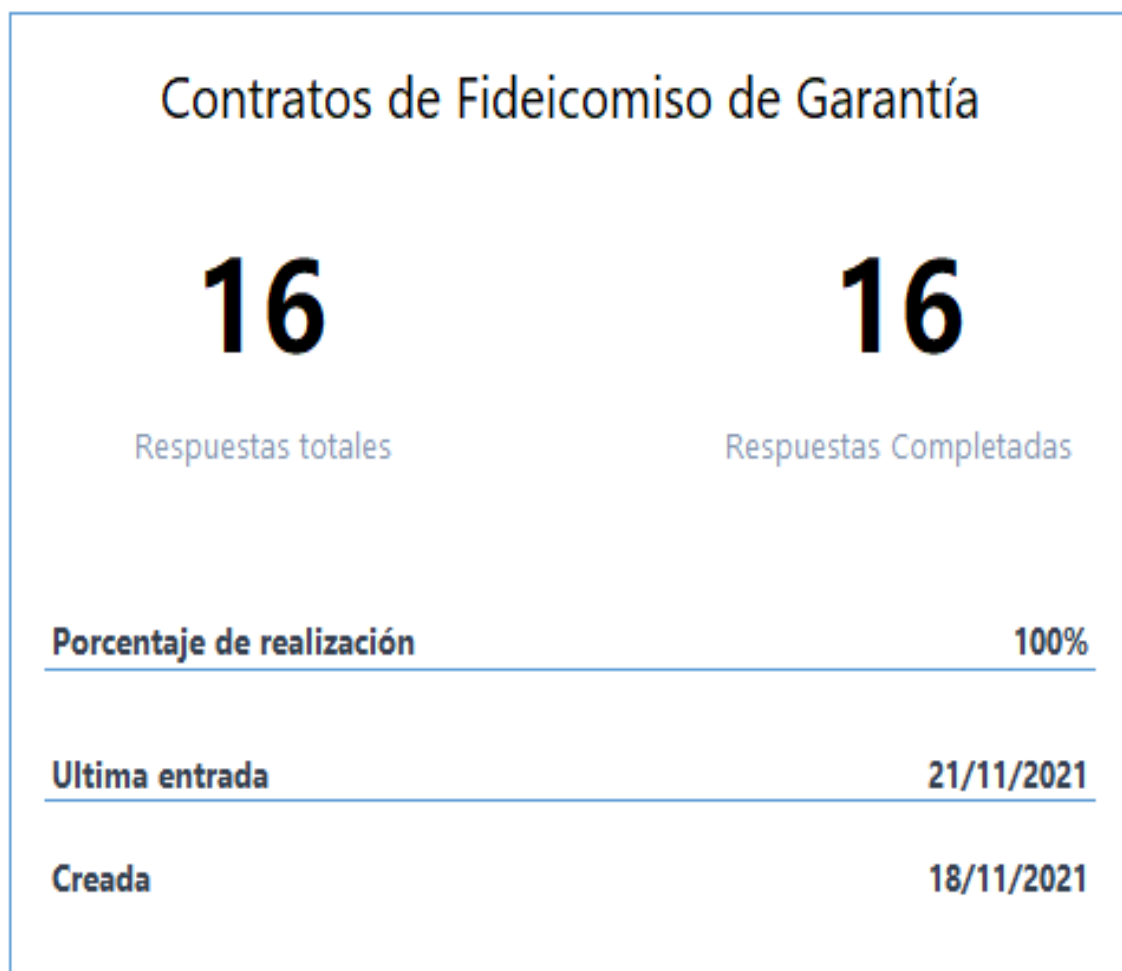 Contratos de Fideicomiso de Garantía
16 16
Respuestas totales Respuestas Completadas
Porcentaje de realización 100%
Ultima entrada 21/11/2021
Creada 18/11/2021